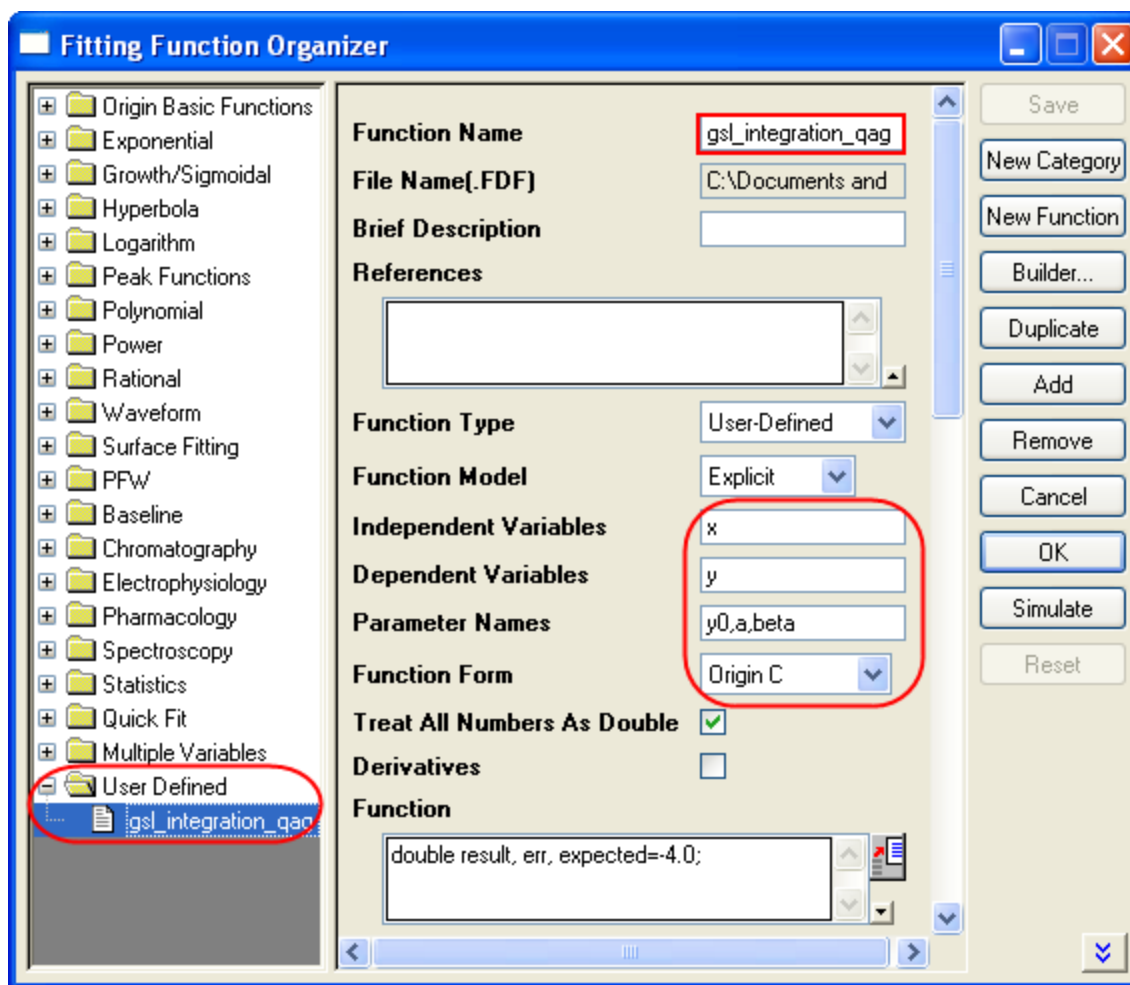 Fitting Function Organizer
Origin Basic Functions
Exponential
Growth/Sigmoidal
Hyperbola
Logarithm
Peak Functions
Polynomial
Power
Rational
Waveform
Surface Fitting
PFW
Baseline
Chromatography
Electrophysiology
Pharmacology
Spectroscopy
Statistics
Quick Fit
Multiple Variables
User Defined
gsl_integration_qag
Function Name gsl_integration_qag
File Name(.FDF) C:\Documents and
Brief Description
References
Function Type User-Defined
Function Model Explicit
Independent Variables x
Dependent Variables y
Parameter Names y0,a,beta
Function Form Origin C
Treat All Numbers As Double
Derivatives
Function
double result, err, expected=-4.0;
Save
New Category
New Function
Builder...
Duplicate
Add
Remove
Cancel
OK
Simulate
Reset